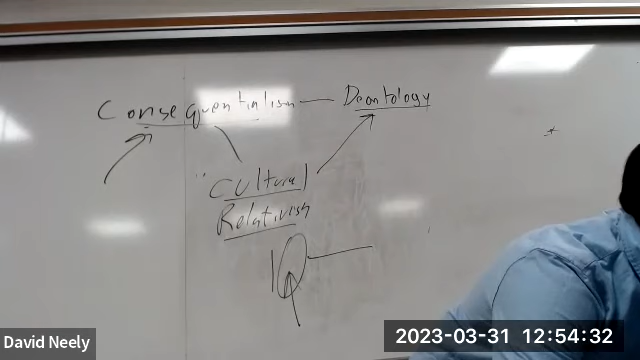 Consequentialism — Deontology
"Cultural
Relativism
David Neely
2023-03-31 12:54:32